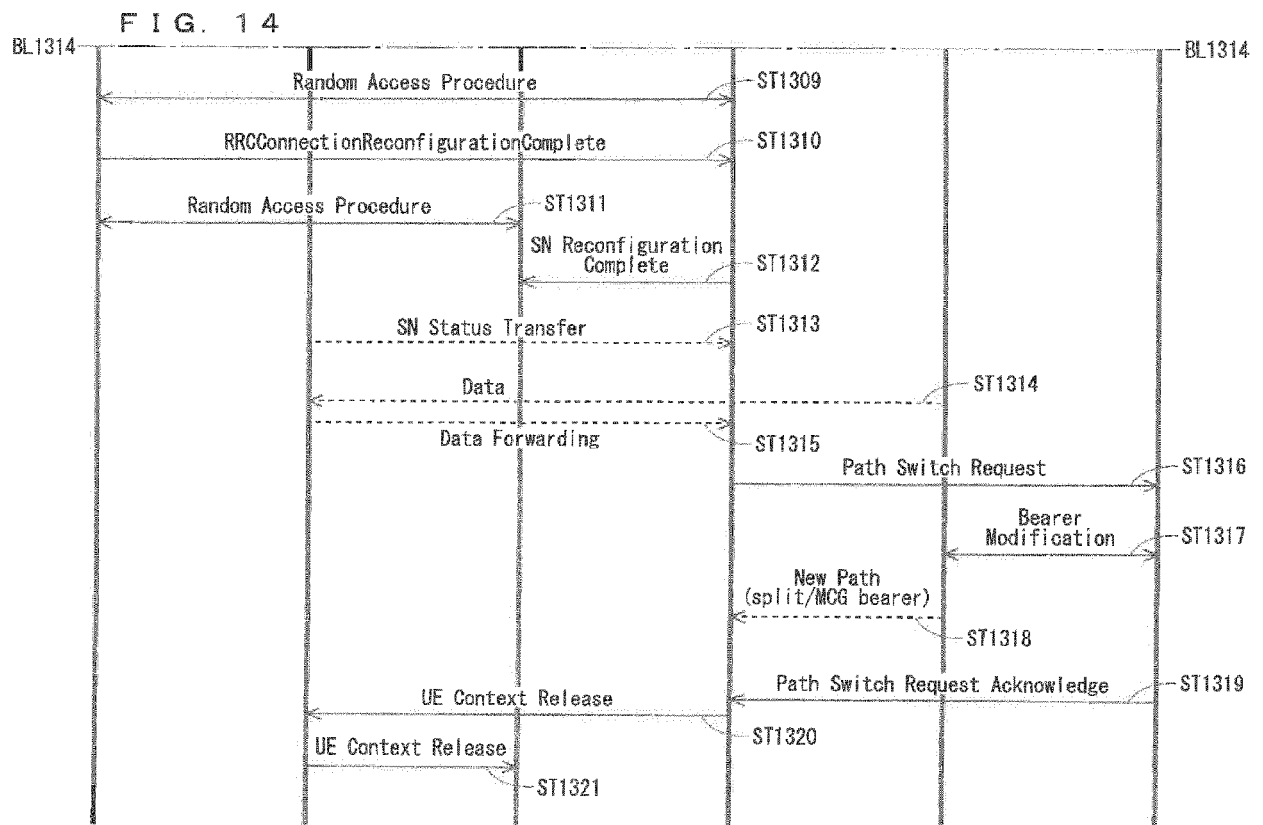 FIG. 14
BL1314
BL1314
Random Access Procedure
ST1309
RRCConnectionReconfigurationComplete
ST1310
Random Access Procedure
ST1311
SN Reconfiguration
Complete
ST1312
SN Status Transfer
ST1313
Data
ST1314
Data Forwarding
ST1315
Path Switch Request
ST1316
Bearer
Modification
ST1317
New Path
(split/MCG bearer)
ST1318
Path Switch Request Acknowledge
ST1319
UE Context Release
ST1320
UE Context Release
ST1321